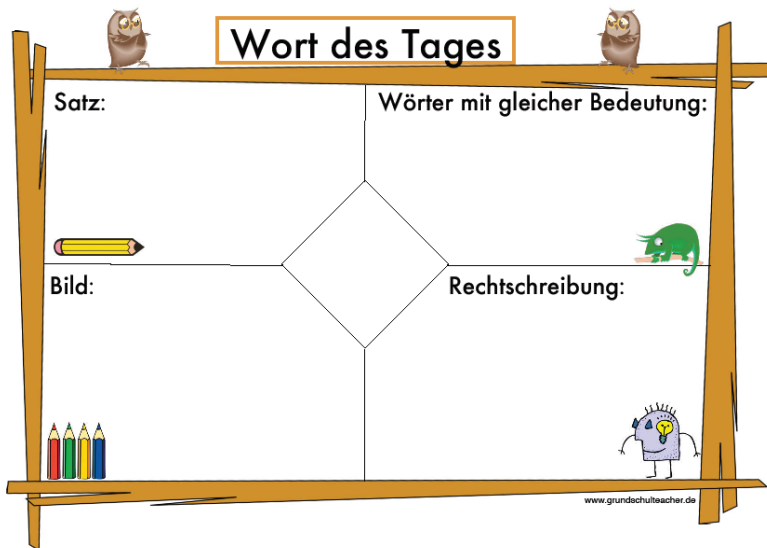 Wort des Tages
Satz:
Wörter mit gleicher Bedeutung:
Bild:
Rechtschreibung:
www.grundschulteacher.de